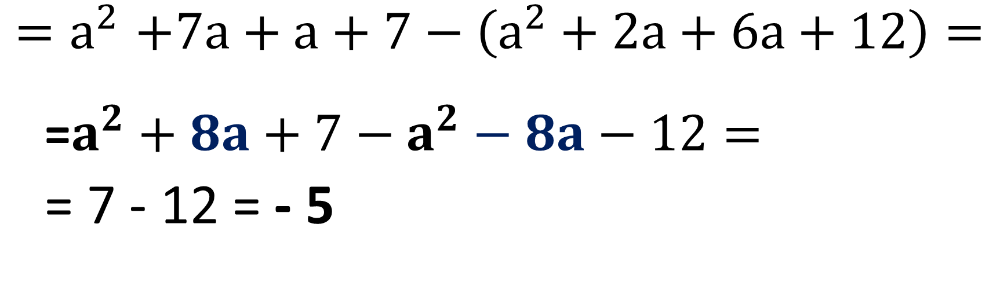 = a² +7a + a + 7 − (a² + 2a + 6a + 12) =
=a² + 8a + 7 − a² − 8a − 12 =
= 7 - 12 = - 5